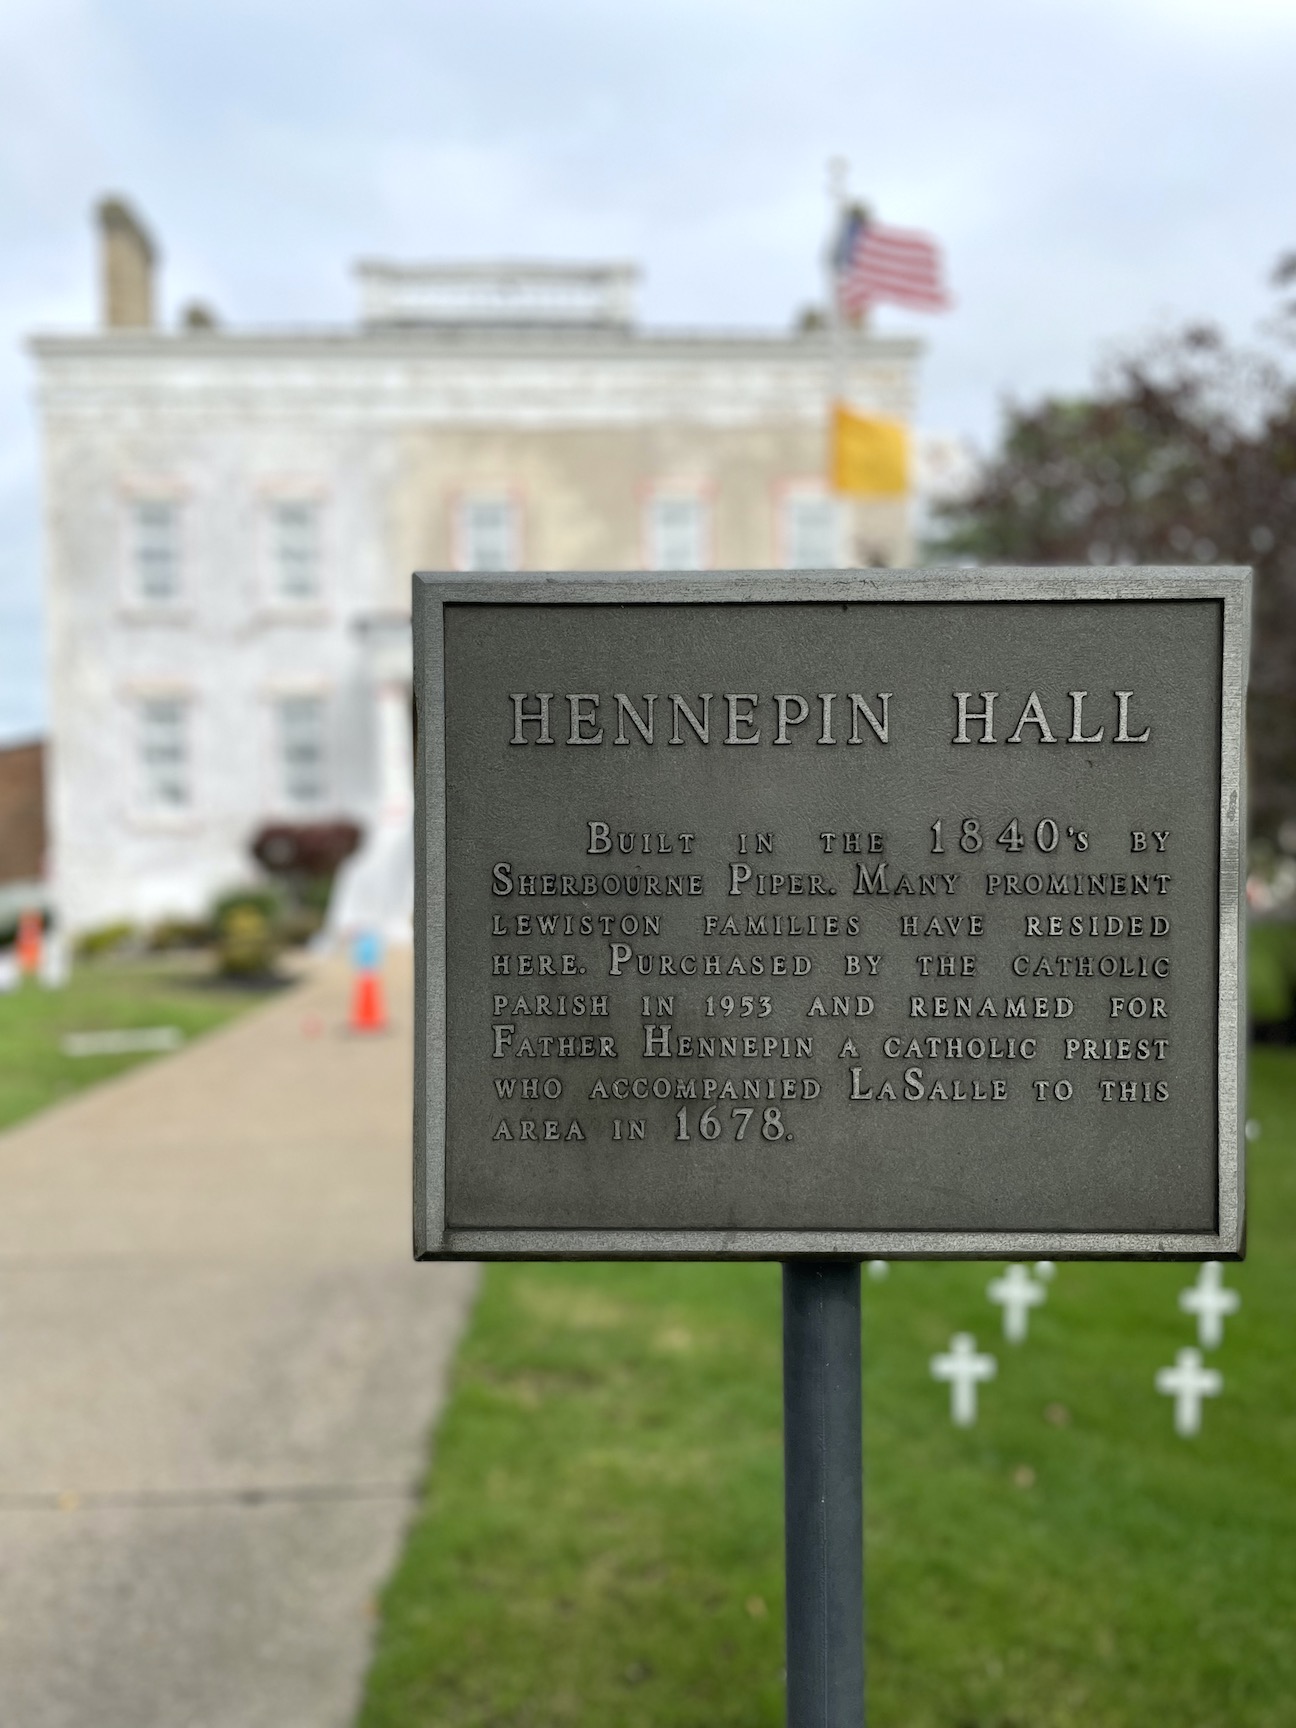 HENNEPIN HALL
BUILT IN THE 1840'S BY
SHERBOURNE PIPER. MANY PROMINENT
LEWISTON FAMILIES HAVE RESIDED
HERE. PURCHASED BY THE CATHOLIC
PARISH IN 1953 AND RENAMED FOR
FATHER HENNEPIN A CATHOLIC PRIEST
WHO ACCOMPANIED LASALLE TO THIS
AREA IN 1678.